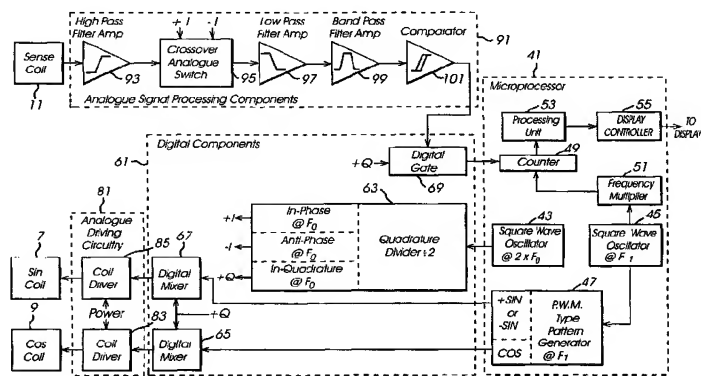 High Pass
Filter Amp
+I
-I
Low Pass
Filter Amp
Band Pass
Filter Amp
Comparator
91
Sense
Coil
11
93
Crossover
Analogue
Switch
95
97
99
101
Analogue Signal Processing Components
41
Microprocessor
53
Processing
Unit
55
DISPLAY
CONTROLLER
TO
DISPLAY
61
Digital Components
+Q
Digital
Gate
69
49
Counter
51
Frequency
Multiplier
63
+I
In-Phase
@ F0
-I
Anti-Phase
@ F0
+Q
In-Quadrature
@ F0
Quadrature
Divider÷2
43
Square Wave
Oscillator
@ 2 x F0
45
Square Wave
Oscitator
@ F1
81
Analogue
Driving
Circuitry
7
Sin
Coil
85
Coil
Driver
67
Digital
Mixer
Power
+Q
9
Cos
Coil
83
Coil
Driver
65
Digital
Mixer
47
+SIN
or
-SIN
COS
P.W.M.
Type
Pattern
Generator
@ F1